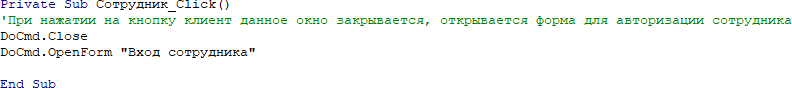 Private Sub Сотрудник_Click()
'При нажатии на кнопку клиент данное окно закрывается, открывается форма для авторизации сотрудника
DoCmd.Close
DoCmd.OpenForm "Вход сотрудника"
End Sub